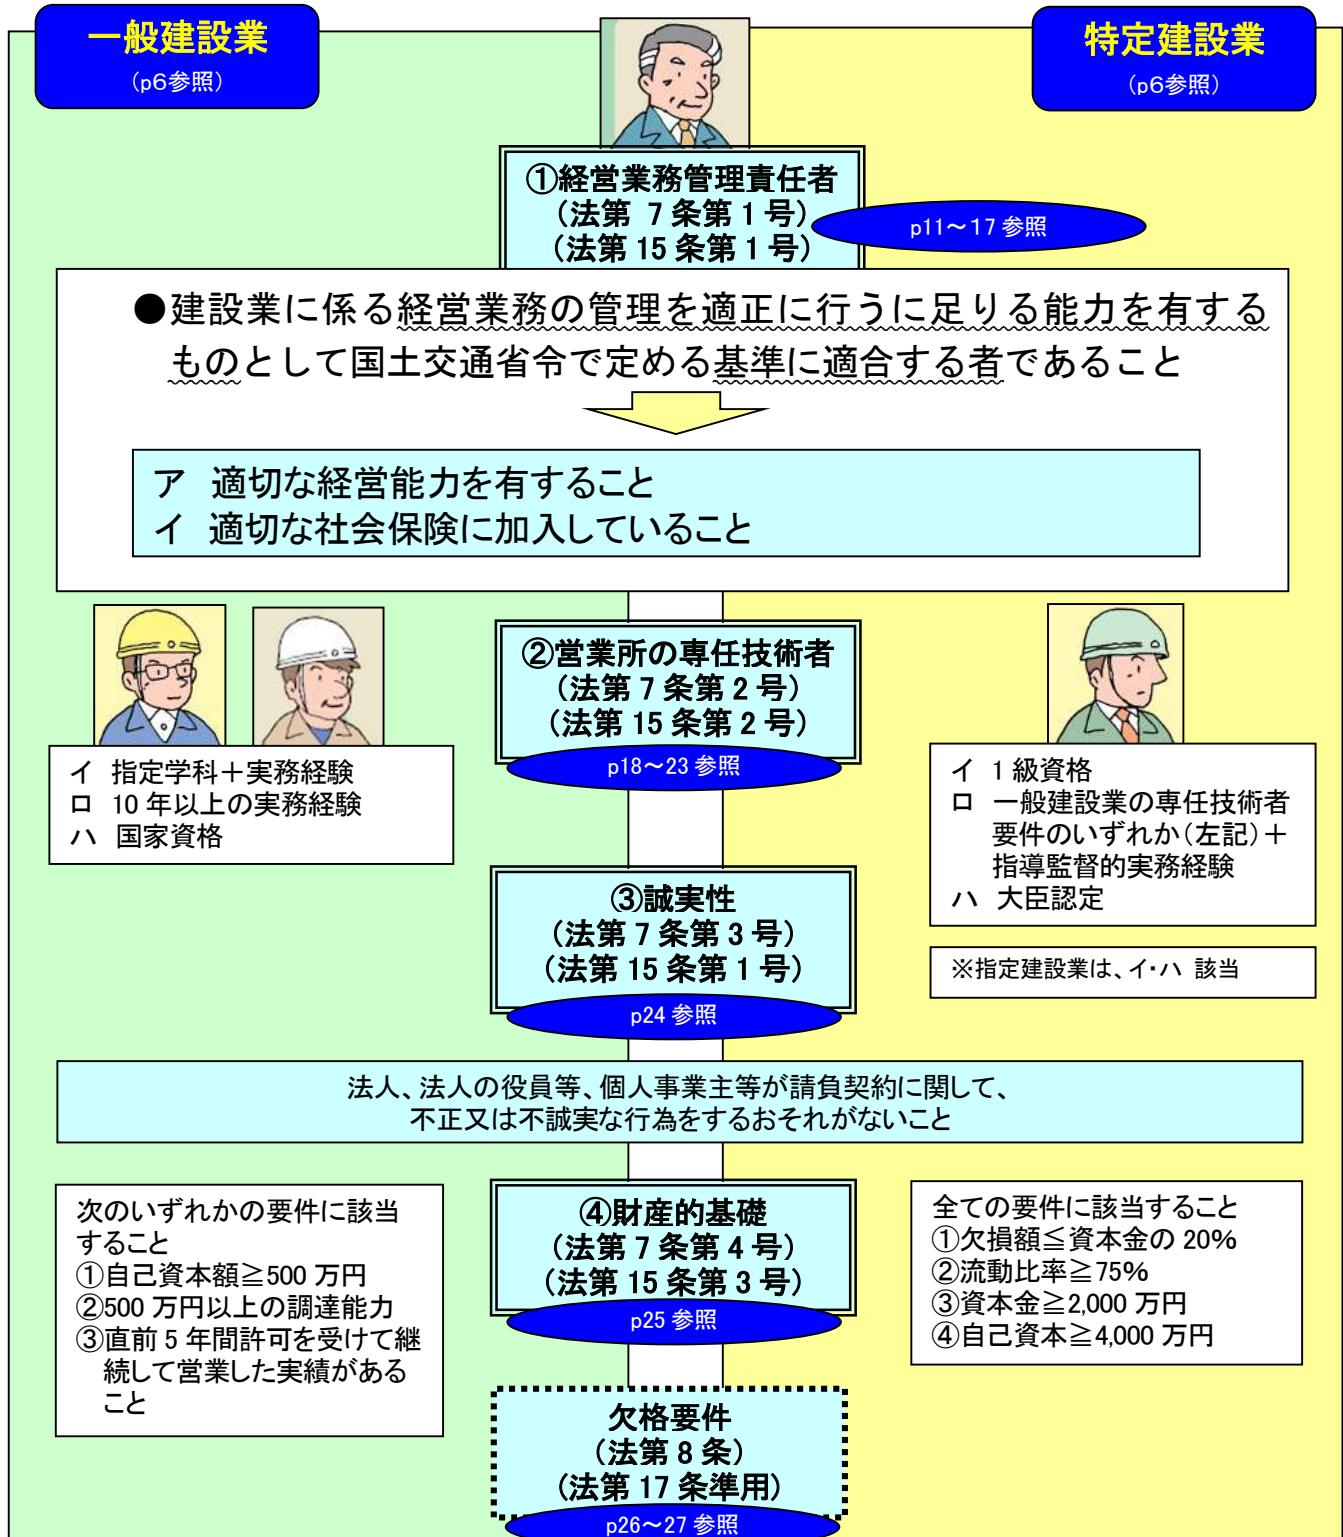 一般建設業
(p6参照)
特定建設業
(p6参照)
①経営業務管理責任者
(法第 7 条第 1 号)
(法第 15 条第 1 号)
p11～17 参照
●建設業に係る経営業務の管理を適正に行うに足りる能力を有する
ものとして国土交通省令で定める基準に適合する者であること
ア 適切な経営能力を有すること
イ 適切な社会保険に加入していること
②営業所の専任技術者
(法第 7 条第 2 号)
(法第 15 条第 2 号)
p18～23 参照
イ 指定学科＋実務経験
ロ 10 年以上の実務経験
ハ 国家資格
イ 1 級資格
ロ 一般建設業の専任技術者
要件のいずれか(左記)＋
指導監督的実務経験
ハ 大臣認定
※指定建設業は、イ・ハ 該当
③誠実性
(法第 7 条第 3 号)
(法第 15 条第 1 号)
p24 参照
法人、法人の役員等、個人事業主等が請負契約に関して、
不正又は不誠実な行為をするおそれがないこと
次のいずれかの要件に該当
すること
①自己資本額≧500 万円
②500 万円以上の調達能力
③直前 5 年間許可を受けて継
続して営業した実績がある
こと
④財産的基礎
(法第 7 条第 4 号)
(法第 15 条第 3 号)
p25 参照
全ての要件に該当すること
①欠損額≦資本金の 20%
②流動比率≧75%
③資本金≧2,000 万円
④自己資本≧4,000 万円
欠格要件
(法第 8 条)
(法第 17 条準用)
p26～27 参照